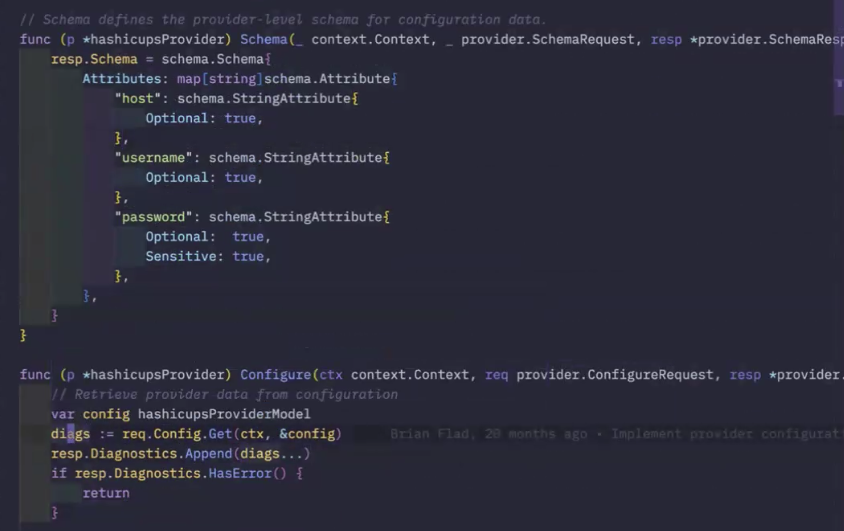 // Schema defines the provider-level schema for configuration data.
func (p *hashicupsProvider) Schema(_ context.Context, _ provider.SchemaRequest, resp *provider.SchemaResp
    resp.Schema = schema.Schema{
        Attributes: map[string]schema.Attribute{
            "host": schema.StringAttribute{
                Optional: true,
            },
            "username": schema.StringAttribute{
                Optional: true,
            },
            "password": schema.StringAttribute{
                Optional:  true,
                Sensitive: true,
            },
        },
    }
}
func (p *hashicupsProvider) Configure(ctx context.Context, req provider.ConfigureRequest, resp *provider.
    // Retrieve provider data from configuration
    var config hashicupsProviderModel
    diags := req.Config.Get(ctx, &config)     Brian Flad, 20 months ago • Implement provider configurat
    resp.Diagnostics.Append(diags...)
    if resp.Diagnostics.HasError() {
        return
    }